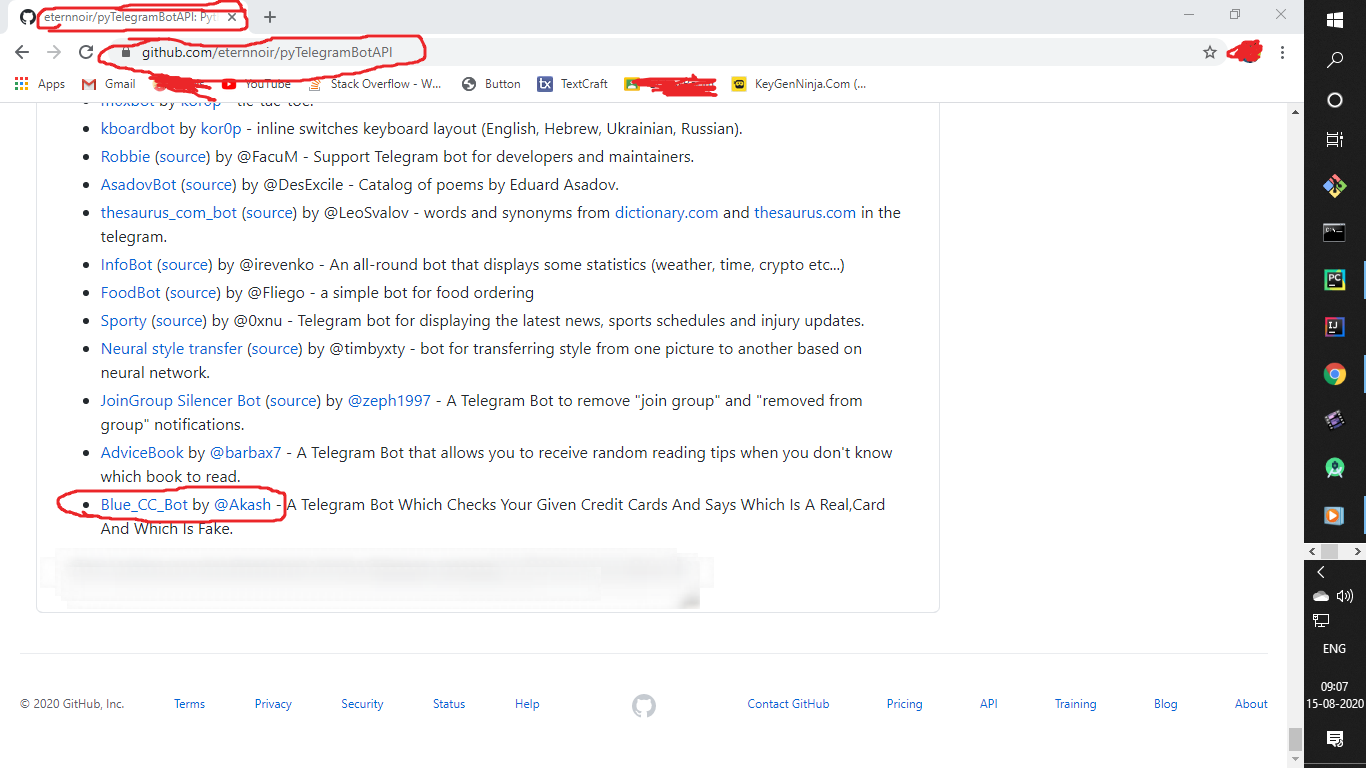 eternnoir/pyTelegramBotAPI: Pyt
github.com/eternnoir/pyTelegramBotAPI
Apps Gmail YouTube Stack Overflow - W... Button TextCraft KeyGenNinja.Com (...
moxbot by kor0p - tic-tac-toe.
kboardbot by kor0p - inline switches keyboard layout (English, Hebrew, Ukrainian, Russian).
Robbie (source) by @FacuM - Support Telegram bot for developers and maintainers.
AsadovBot (source) by @DesExcile - Catalog of poems by Eduard Asadov.
thesaurus_com_bot (source) by @LeoSvalov - words and synonyms from dictionary.com and thesaurus.com in the
telegram.
InfoBot (source) by @irevenko - An all-round bot that displays some statistics (weather, time, crypto etc...)
FoodBot (source) by @Fliego - a simple bot for food ordering
Sporty (source) by @0xnu - Telegram bot for displaying the latest news, sports schedules and injury updates.
Neural style transfer (source) by @timbyxty - bot for transferring style from one picture to another based on
neural network.
JoinGroup Silencer Bot (source) by @zeph1997 - A Telegram Bot to remove "join group" and "removed from
group" notifications.
AdviceBook by @barbax7 - A Telegram Bot that allows you to receive random reading tips when you don't know
which book to read.
Blue_CC_Bot by @Akash - A Telegram Bot Which Checks Your Given Credit Cards And Says Which Is A Real,Card
And Which Is Fake.
© 2020 GitHub, Inc. Terms Privacy Security Status Help Contact GitHub Pricing API Training Blog About
PC
IJ
ENG
09:07
15-08-2020